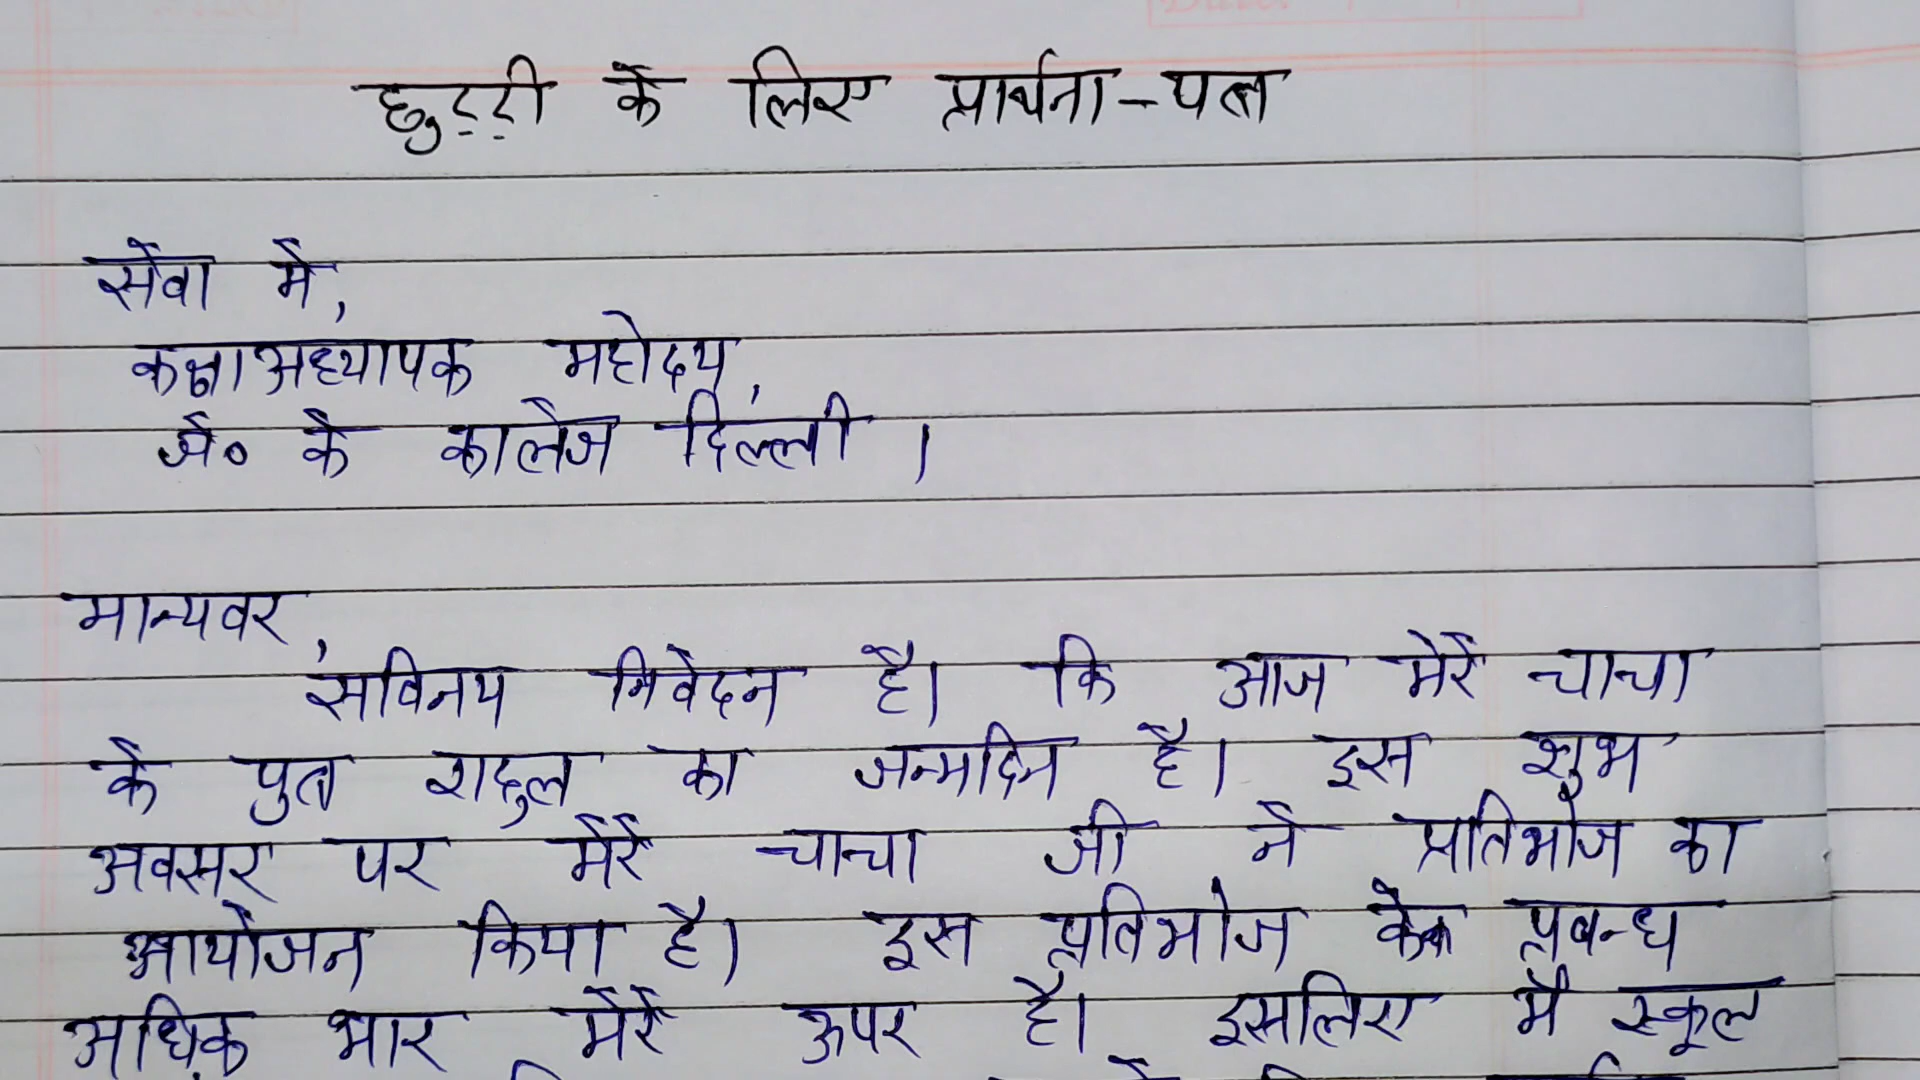 छुट्टी के लिए प्रार्थना-पत्र
सेवा मे,
कक्षाअध्यापक महोदय,
जे० के कालेज दिल्ली ।
मान्यवर,
सविनय निवेदन है। कि आज मेरे चाचा
के पुत्र राहुल का जन्मदिन है। इस शुभ
अवसर पर मेरे चाचा जी ने प्रतिभोज का
आयोजन किया है। इस प्रतिभोज के प्रबन्ध
अधिक भार मेरे ऊपर है। इसलिए मै स्कूल